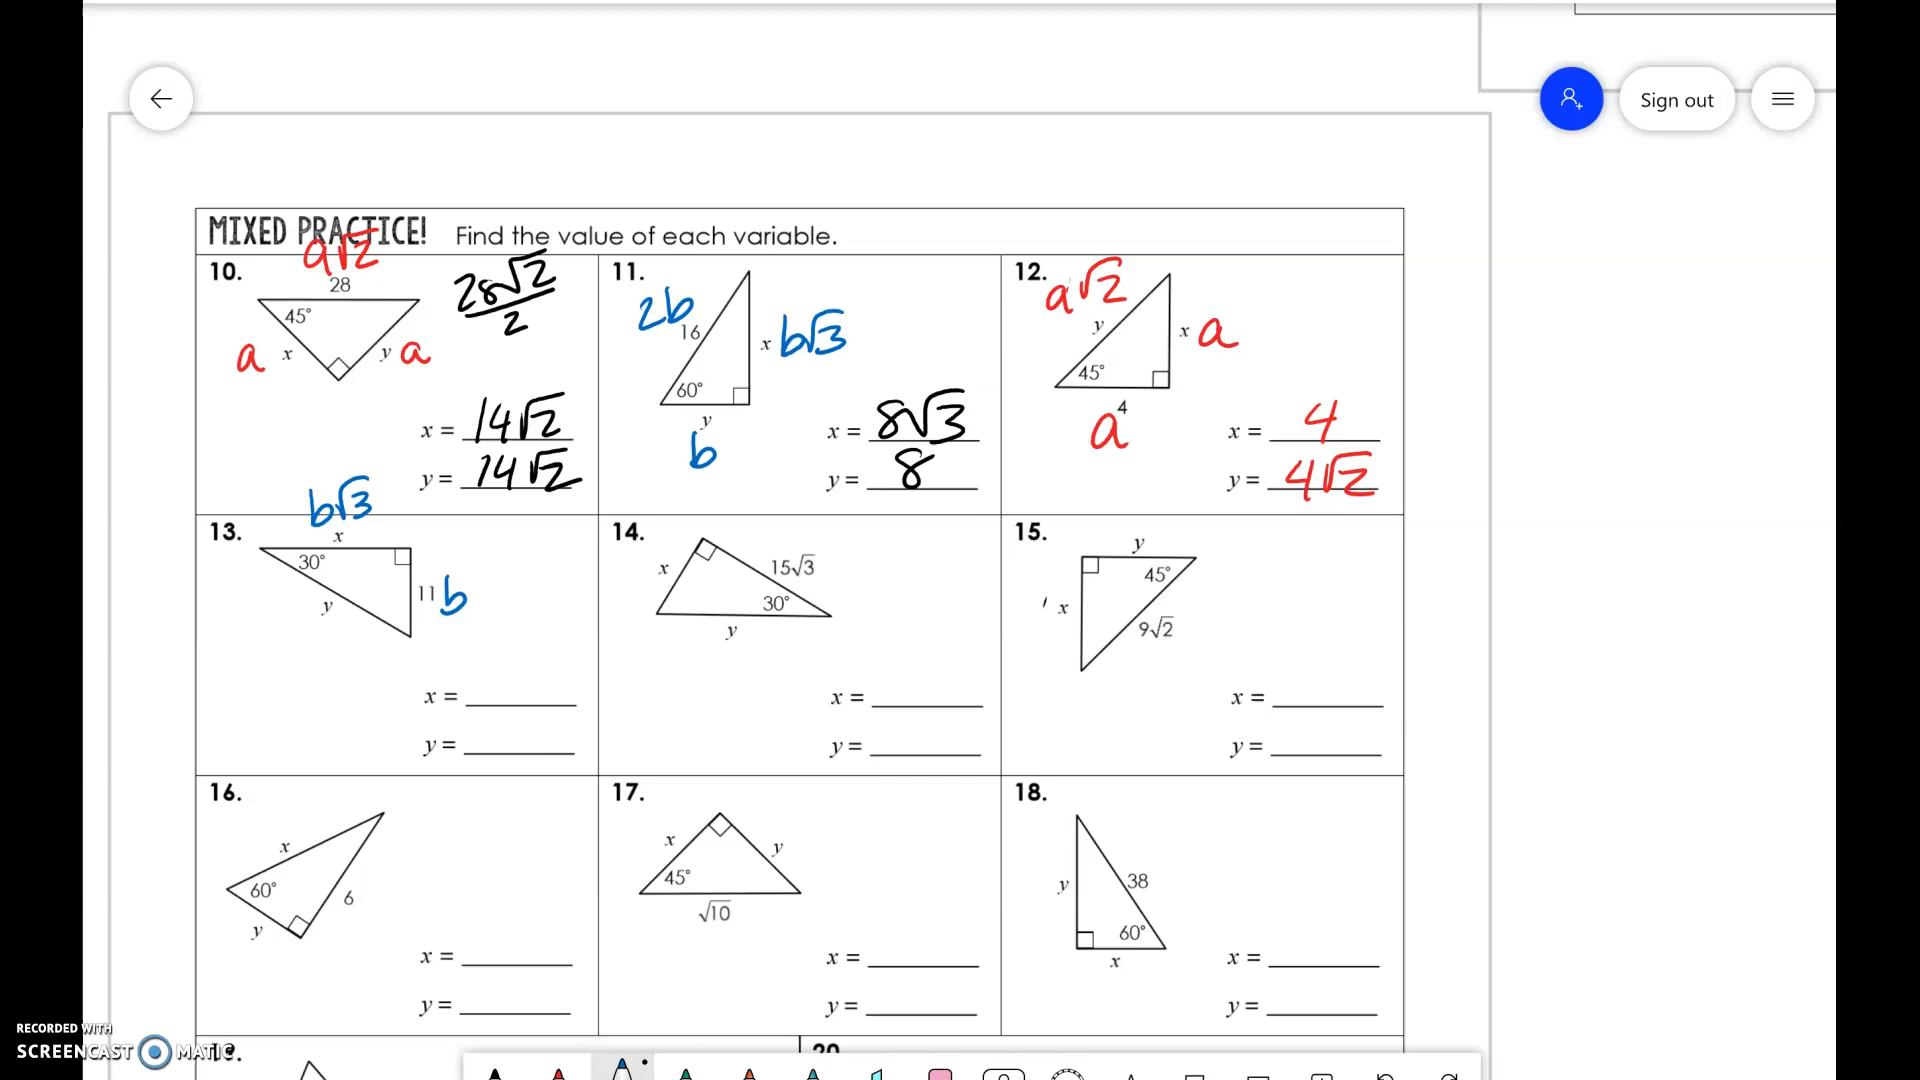 Sign out
MIXED PRACTICE! Find the value of each variable.
10.
a√2
28
45°
a x
y a
28√2
2
x = 14√2
y = 14√2
11.
2b
16
x b√3
60°
y
b
x = 8√3
y = 8
12.
a√2
y
x a
45°
4
a
x = 4
y = 4√2
13.
b√3
x
30°
11 b
y
x =
y =
14.
x
15√3
30°
y
x =
y =
15.
y
45°
x
9√2
x =
y =
16.
x
60°
6
y
x =
y =
17.
x
y
45°
√10
x =
y =
18.
y
38
60°
x
x =
y =
RECORDED WITH
SCREENCAST MATIC
20.